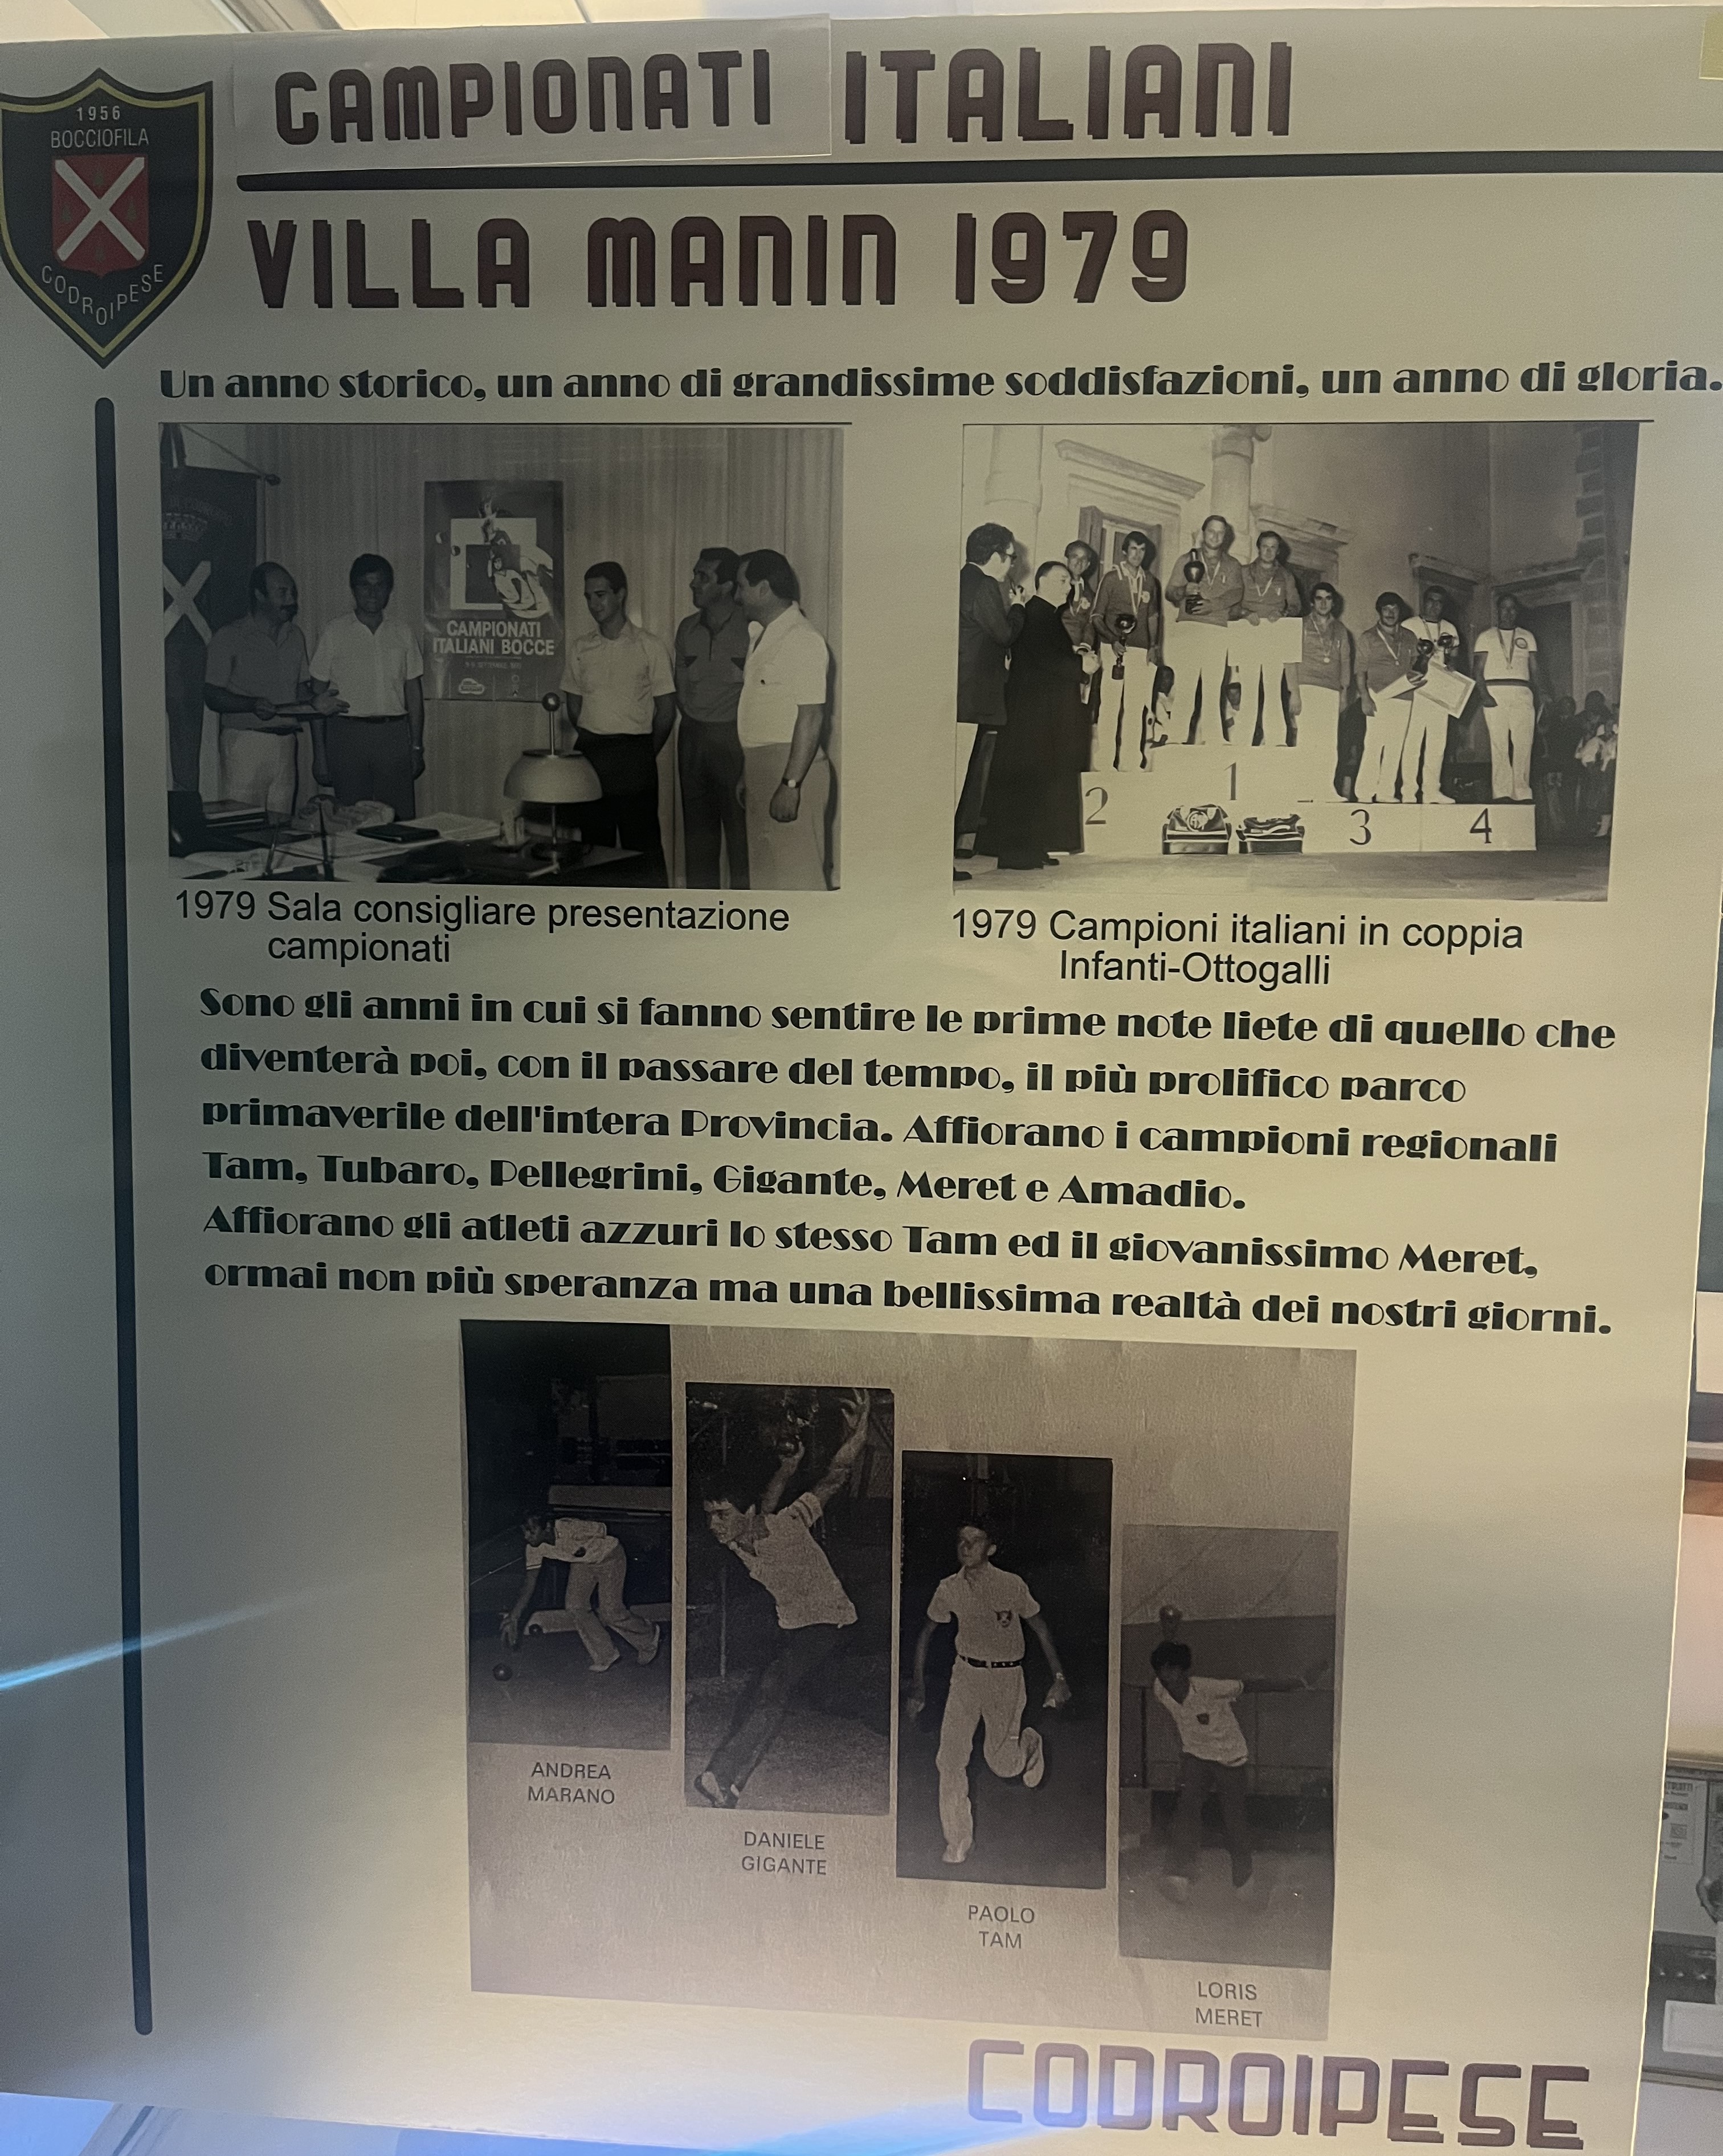 CAMPIONATI ITALIANI
1956
BOCCIOFILA
CODROIPESE
VILLA MANIN 1979
Un anno storico, un anno di grandissime soddisfazioni, un anno di gloria.
CAMPIONATI
ITALIANI BOCCE
2
1
3
4
1979 Sala consigliare presentazione
campionati
1979 Campioni italiani in coppia
Infanti-Ottogalli
Sono gli anni in cui si fanno sentire le prime note liete di quello che
diventerà poi, con il passare del tempo, il più prolifico parco
primaverile dell'intera Provincia. Affiorano i campioni regionali
Tam, Tubaro, Pellegrini, Gigante, Meret e Amadio.
Affiorano gli atleti azzuri lo stesso Tam ed il giovanissimo Meret,
ormai non più speranza ma una bellissima realtà dei nostri giorni.
ANDREA
MARANO
DANIELE
GIGANTE
PAOLO
TAM
LORIS
MERET
CODROIPESE